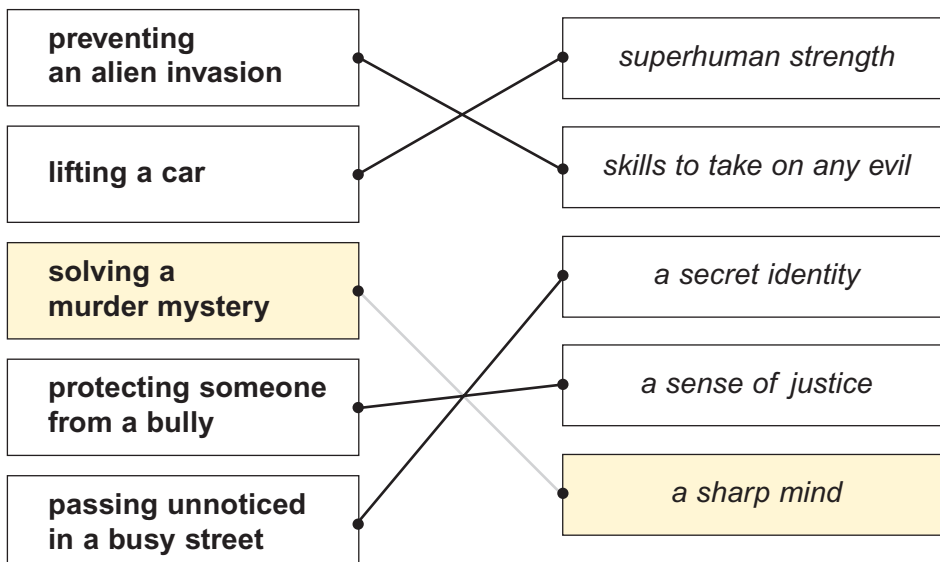 preventing
an alien invasion
lifting a car
solving a
murder mystery
protecting someone
from a bully
passing unnoticed
in a busy street
superhuman strength
skills to take on any evil
a secret identity
a sense of justice
a sharp mind